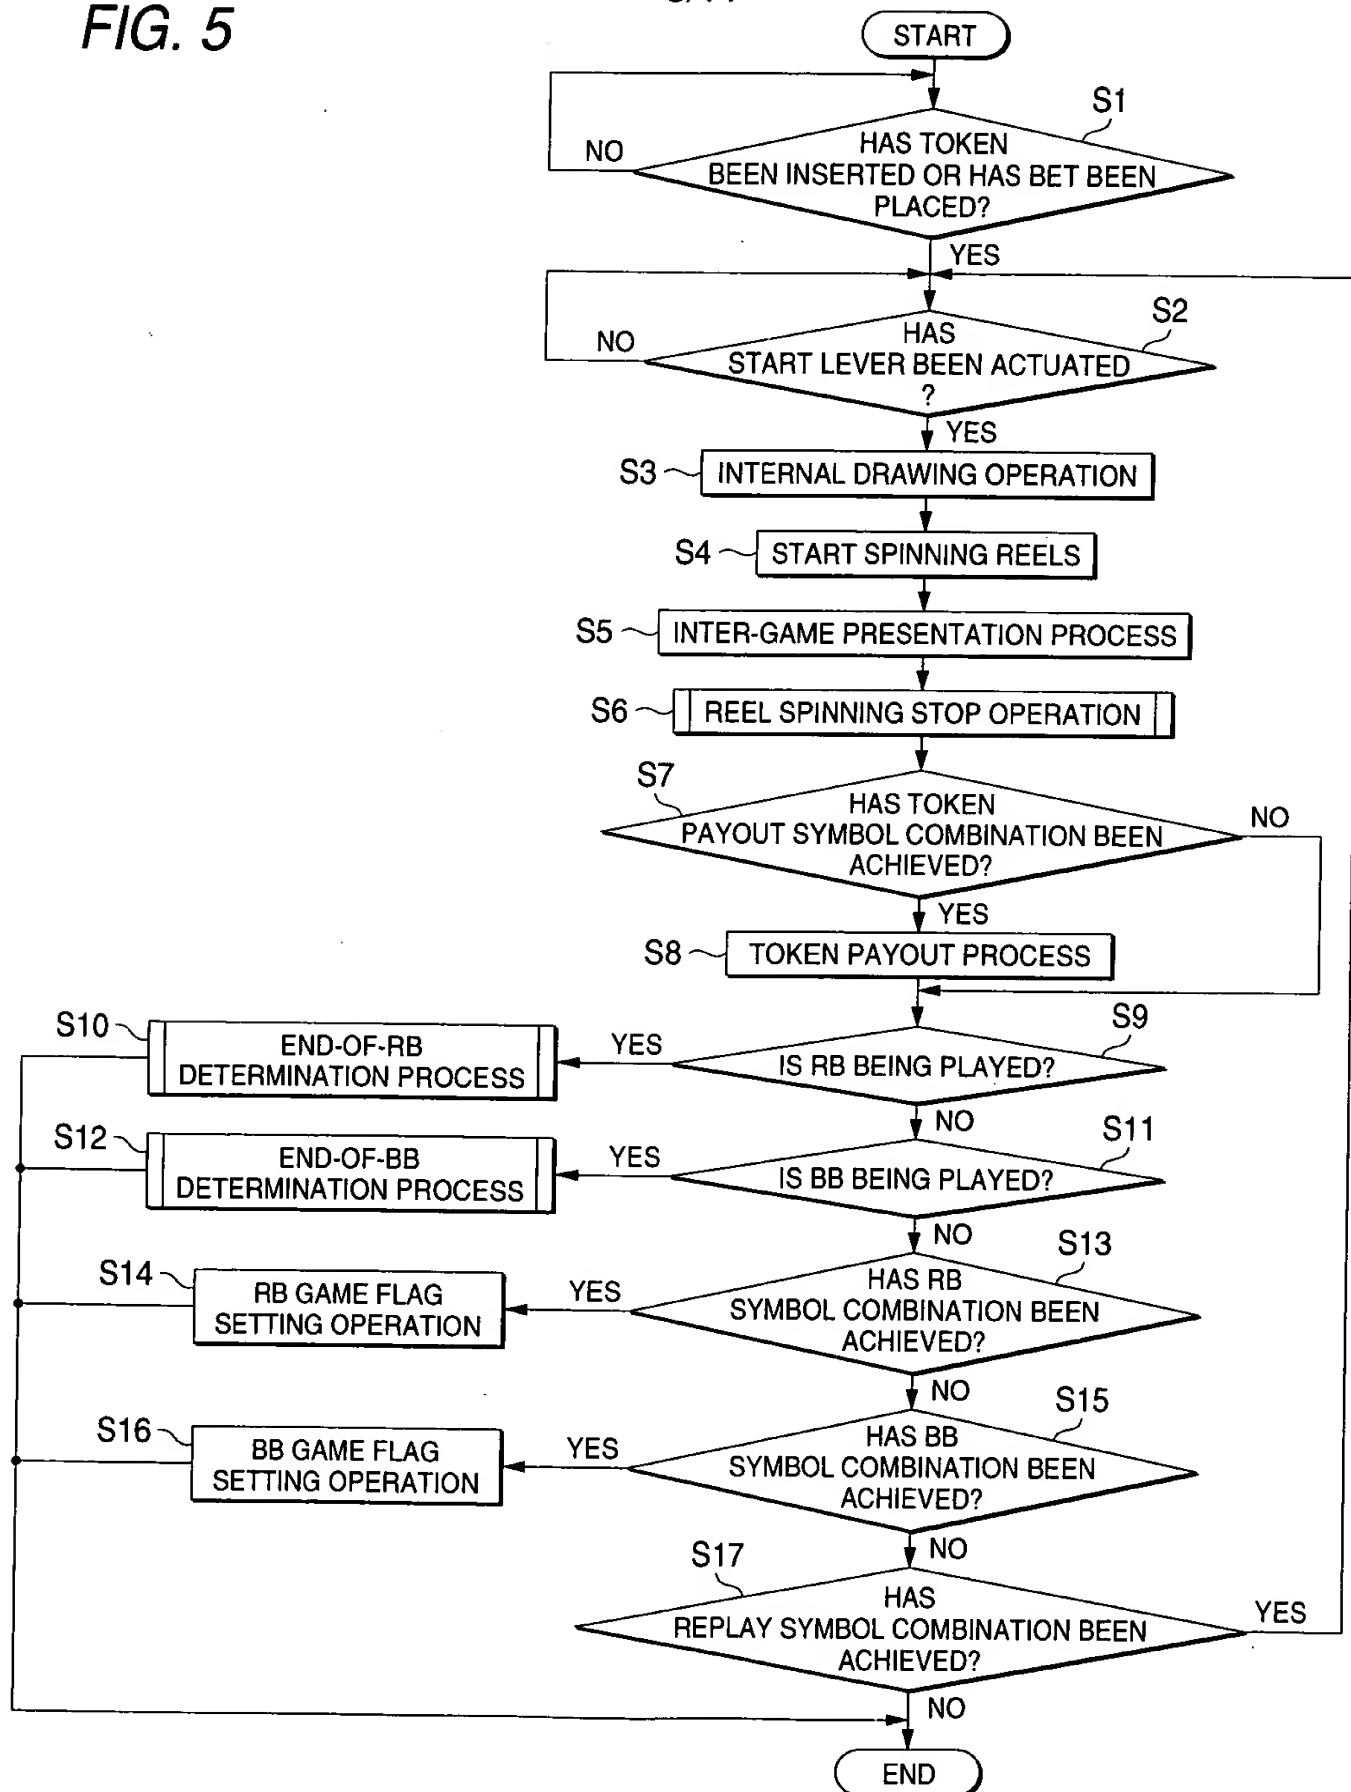 FIG. 5
START
S1
HAS TOKEN
BEEN INSERTED OR HAS BET BEEN
PLACED?
NO
YES
S2
HAS
START LEVER BEEN ACTUATED
?
NO
YES
S3
INTERNAL DRAWING OPERATION
S4
START SPINNING REELS
S5
INTER-GAME PRESENTATION PROCESS
S6
REEL SPINNING STOP OPERATION
S7
HAS TOKEN
PAYOUT SYMBOL COMBINATION BEEN
ACHIEVED?
NO
YES
S8
TOKEN PAYOUT PROCESS
S9
IS RB BEING PLAYED?
YES
S10
END-OF-RB
DETERMINATION PROCESS
NO
S11
IS BB BEING PLAYED?
YES
S12
END-OF-BB
DETERMINATION PROCESS
NO
S13
HAS RB
SYMBOL COMBINATION BEEN
ACHIEVED?
YES
S14
RB GAME FLAG
SETTING OPERATION
NO
S15
HAS BB
SYMBOL COMBINATION BEEN
ACHIEVED?
YES
S16
BB GAME FLAG
SETTING OPERATION
NO
S17
HAS
REPLAY SYMBOL COMBINATION BEEN
ACHIEVED?
YES
NO
END